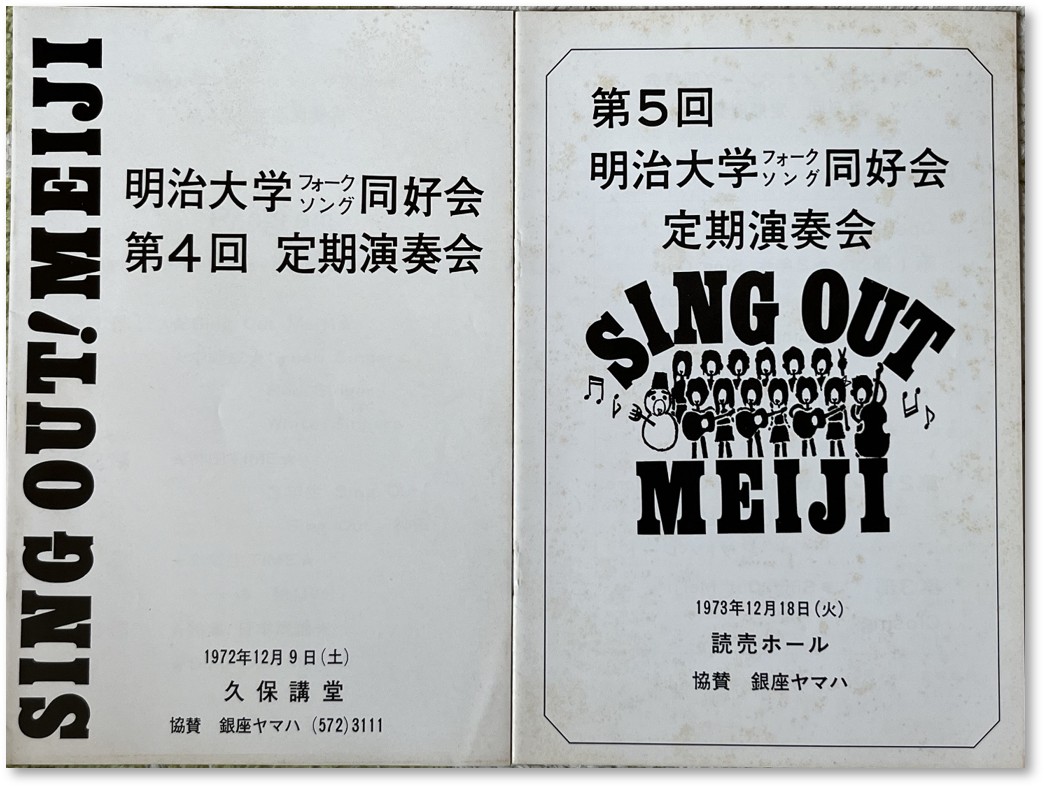 SING OUT! MEIJI
明治大学フォークソング同好会
第4回 定期演奏会
1972年12月9日(土)
久保講堂
協賛 銀座ヤマハ (572)3111
第5回
明治大学フォークソング同好会
定期演奏会
SING OUT
MEIJI
1973年12月18日(火)
読売ホール
協賛 銀座ヤマハ